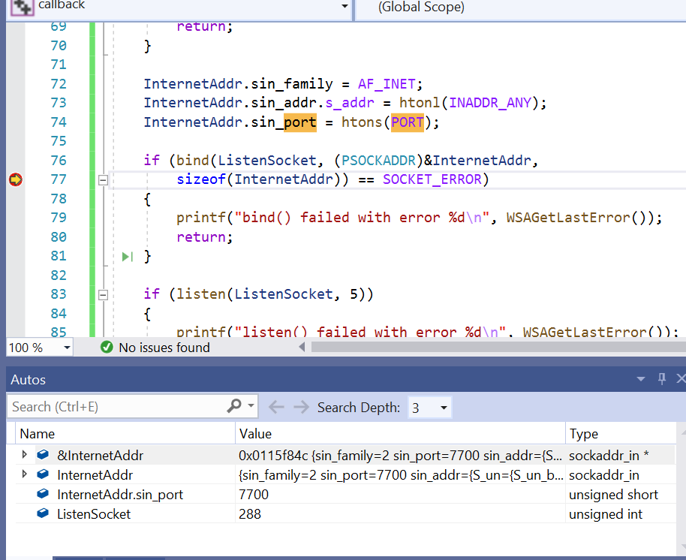 callback
(Global Scope)
69 return;
70 }
71
72 InternetAddr.sin_family = AF_INET;
73 InternetAddr.sin_addr.s_addr = htonl(INADDR_ANY);
74 InternetAddr.sin_port = htons(PORT);
75
76 if (bind(ListenSocket, (PSOCKADDR)&InternetAddr,
77 sizeof(InternetAddr)) == SOCKET_ERROR)
78 {
79 printf("bind() failed with error %d\n", WSAGetLastError());
80 return;
81 }
82
83 if (listen(ListenSocket, 5))
84 {
85 printf("listen() failed with error %d\n", WSAGetLastError());
100 % No issues found
Autos
Search (Ctrl+E) Search Depth: 3
Name Value Type
&InternetAddr 0x0115f84c {sin_family=2 sin_port=7700 sin_addr={S... sockaddr_in *
InternetAddr {sin_family=2 sin_port=7700 sin_addr={S_un={S_un_b... sockaddr_in
InternetAddr.sin_port 7700 unsigned short
ListenSocket 288 unsigned int